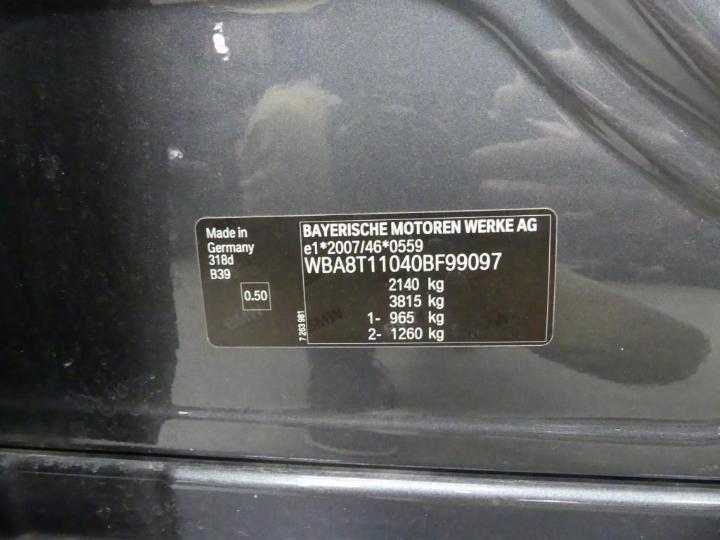 Made in
Germany
318d
B39
0.50
7 263 981
BAYERISCHE MOTOREN WERKE AG
e1*2007/46*0559
WBA8T11040BF99097
2140 kg
3815 kg
1- 965 kg
2- 1260 kg